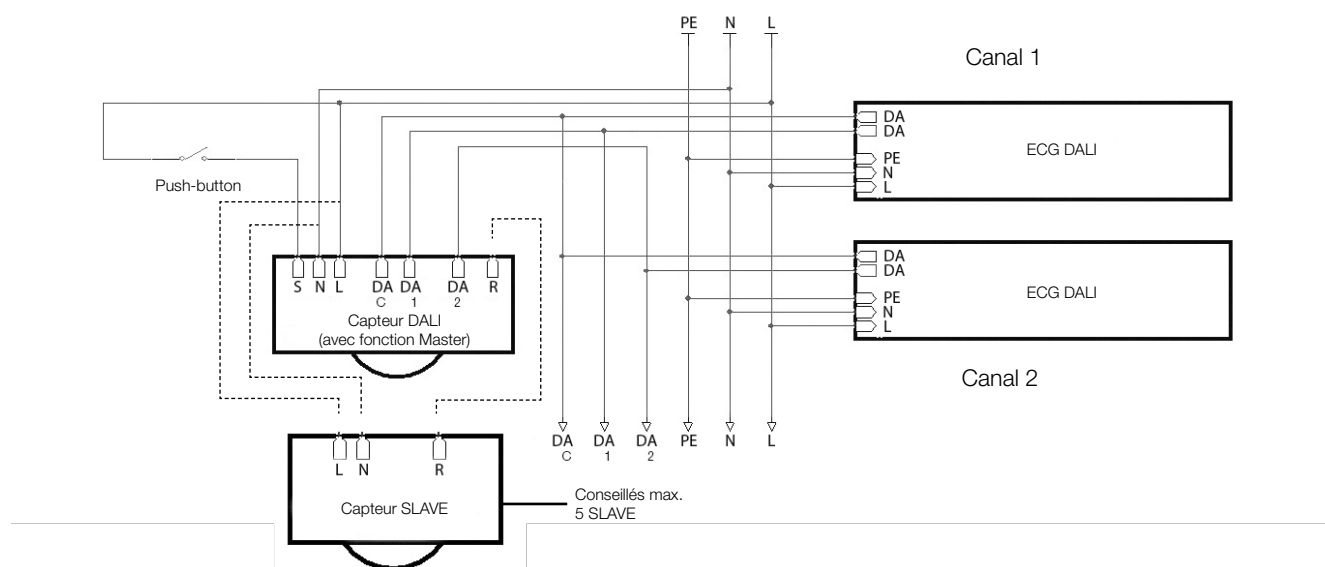 PE N L
Canal 1
DA
DA
ECG DALI
PE
N
L
Push-button
DA
DA
ECG DALI
PE
N
L
S N L DA DA DA R
C 1 2
Capteur DALI
(avec fonction Master)
Canal 2
DA DA DA PE N L
C 1 2
L N R
Capteur SLAVE
Conseillés max.
5 SLAVE